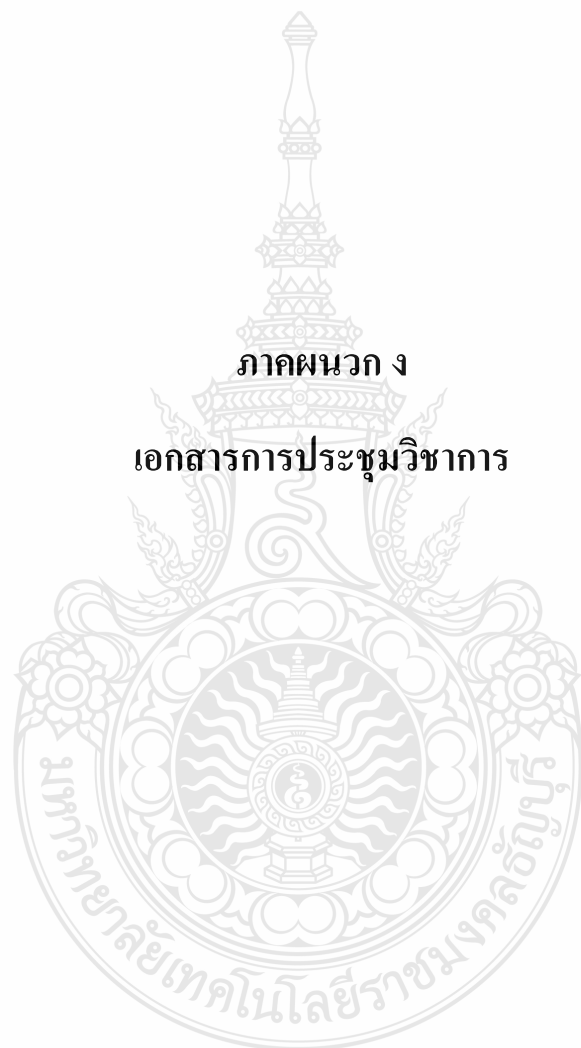 ภาคผนวก ง
เอกสารการประชุมวิชาการ
มหาวิทยาลัยเทคโนโลยีราชมงคลธัญบุรี